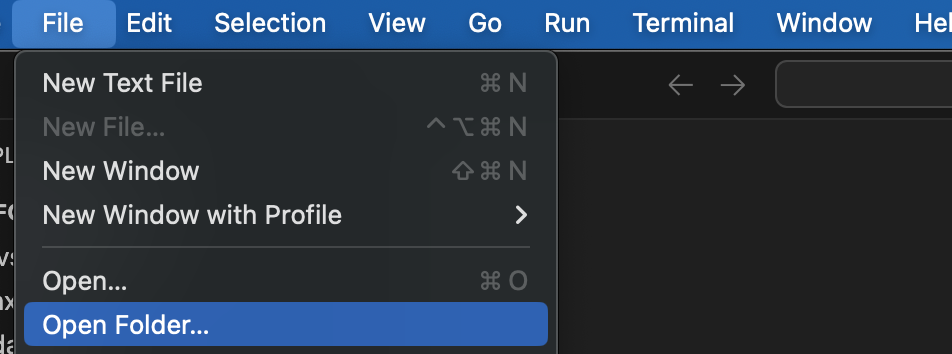 File Edit Selection View Go Run Terminal Window
New Text File ⌘ N
New File... ^⌥⌘ N
New Window ⇧⌘ N
New Window with Profile
Open... ⌘ O
Open Folder...